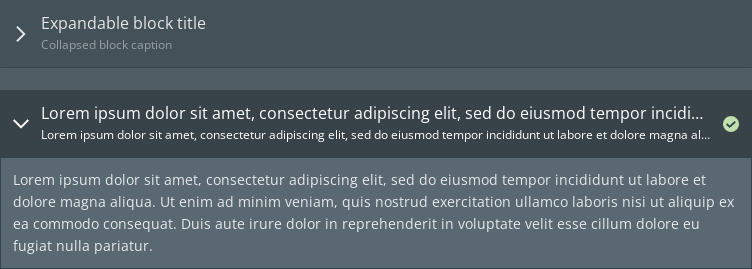 Expandable block title
Collapsed block caption
Lorem ipsum dolor sit amet, consectetur adipiscing elit, sed do eiusmod tempor incidi...
Lorem ipsum dolor sit amet, consectetur adipiscing elit, sed do eiusmod tempor incididunt ut labore et dolore magna al...
Lorem ipsum dolor sit amet, consectetur adipiscing elit, sed do eiusmod tempor incididunt ut labore et
dolore magna aliqua. Ut enim ad minim veniam, quis nostrud exercitation ullamco laboris nisi ut aliquip ex
ea commodo consequat. Duis aute irure dolor in reprehenderit in voluptate velit esse cillum dolore eu
fugiat nulla pariatur.